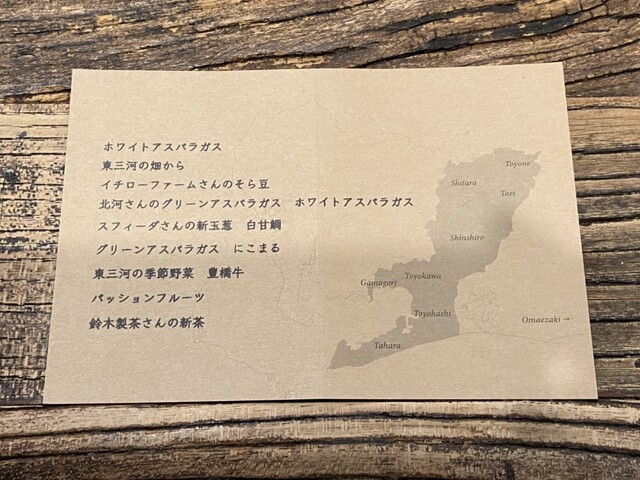 ホワイトアスパラガス
東三河の畑から
イチローファームさんのそら豆
北河さんのグリーンアスパラガス　ホワイトアスパラガス
スフィーダさんの新玉葱　白甘鯛
グリーンアスパラガス　にこまる
東三河の季節野菜　豊橋牛
パッションフルーツ
鈴木製茶さんの新茶
Toyone
Shitara
Toei
Shinshiro
Toyokawa
Gamagori
Toyohashi
Omaezaki→
Tahara